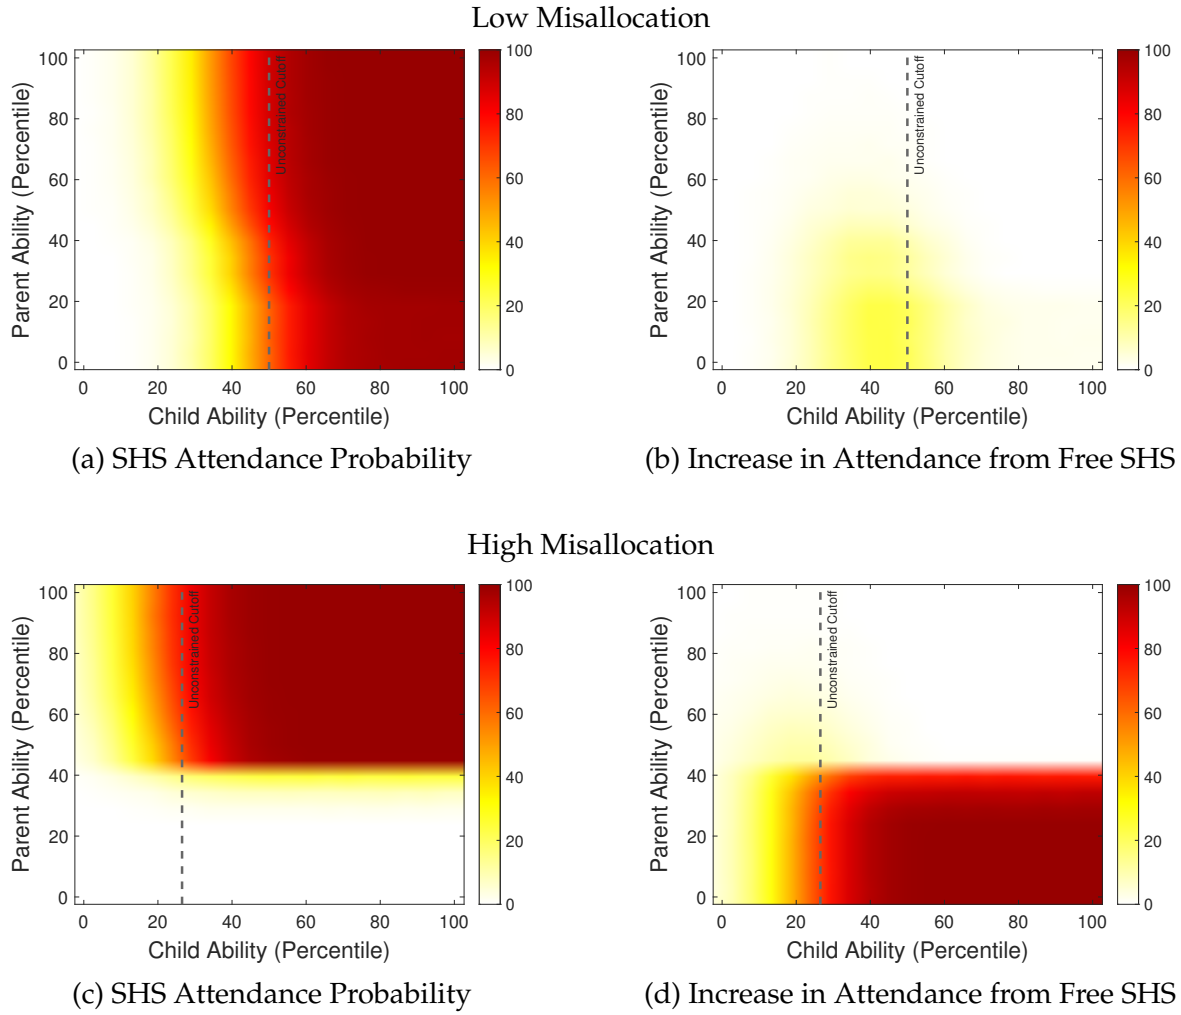 Low Misallocation
100
80
60
40
20
0
Parent Ability (Percentile)
0 20 40 60 80 100
Child Ability (Percentile)
Unconstrained Cutoff
100
80
60
40
20
0
(a) SHS Attendance Probability
100
80
60
40
20
0
Parent Ability (Percentile)
0 20 40 60 80 100
Child Ability (Percentile)
Unconstrained Cutoff
100
80
60
40
20
0
(b) Increase in Attendance from Free SHS
High Misallocation
100
80
60
40
20
0
Parent Ability (Percentile)
0 20 40 60 80 100
Child Ability (Percentile)
Unconstrained Cutoff
100
80
60
40
20
0
(c) SHS Attendance Probability
100
80
60
40
20
0
Parent Ability (Percentile)
0 20 40 60 80 100
Child Ability (Percentile)
Unconstrained Cutoff
100
80
60
40
20
0
(d) Increase in Attendance from Free SHS